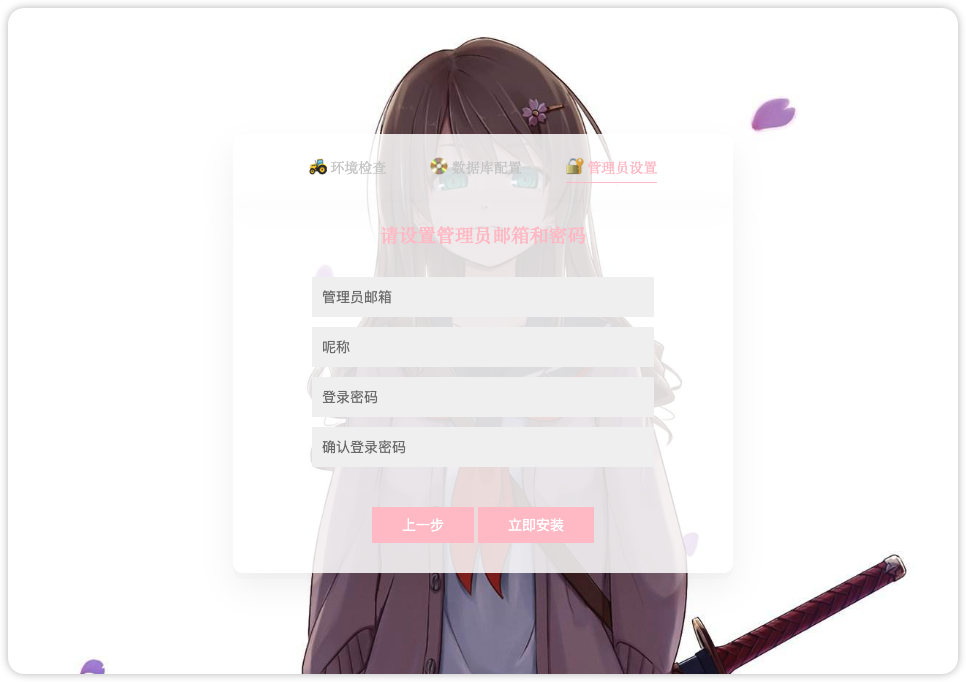 环境检查 数据库配置 管理员设置
请设置管理员邮箱和密码
管理员邮箱
呢称
登录密码
确认登录密码
上一步 立即安装